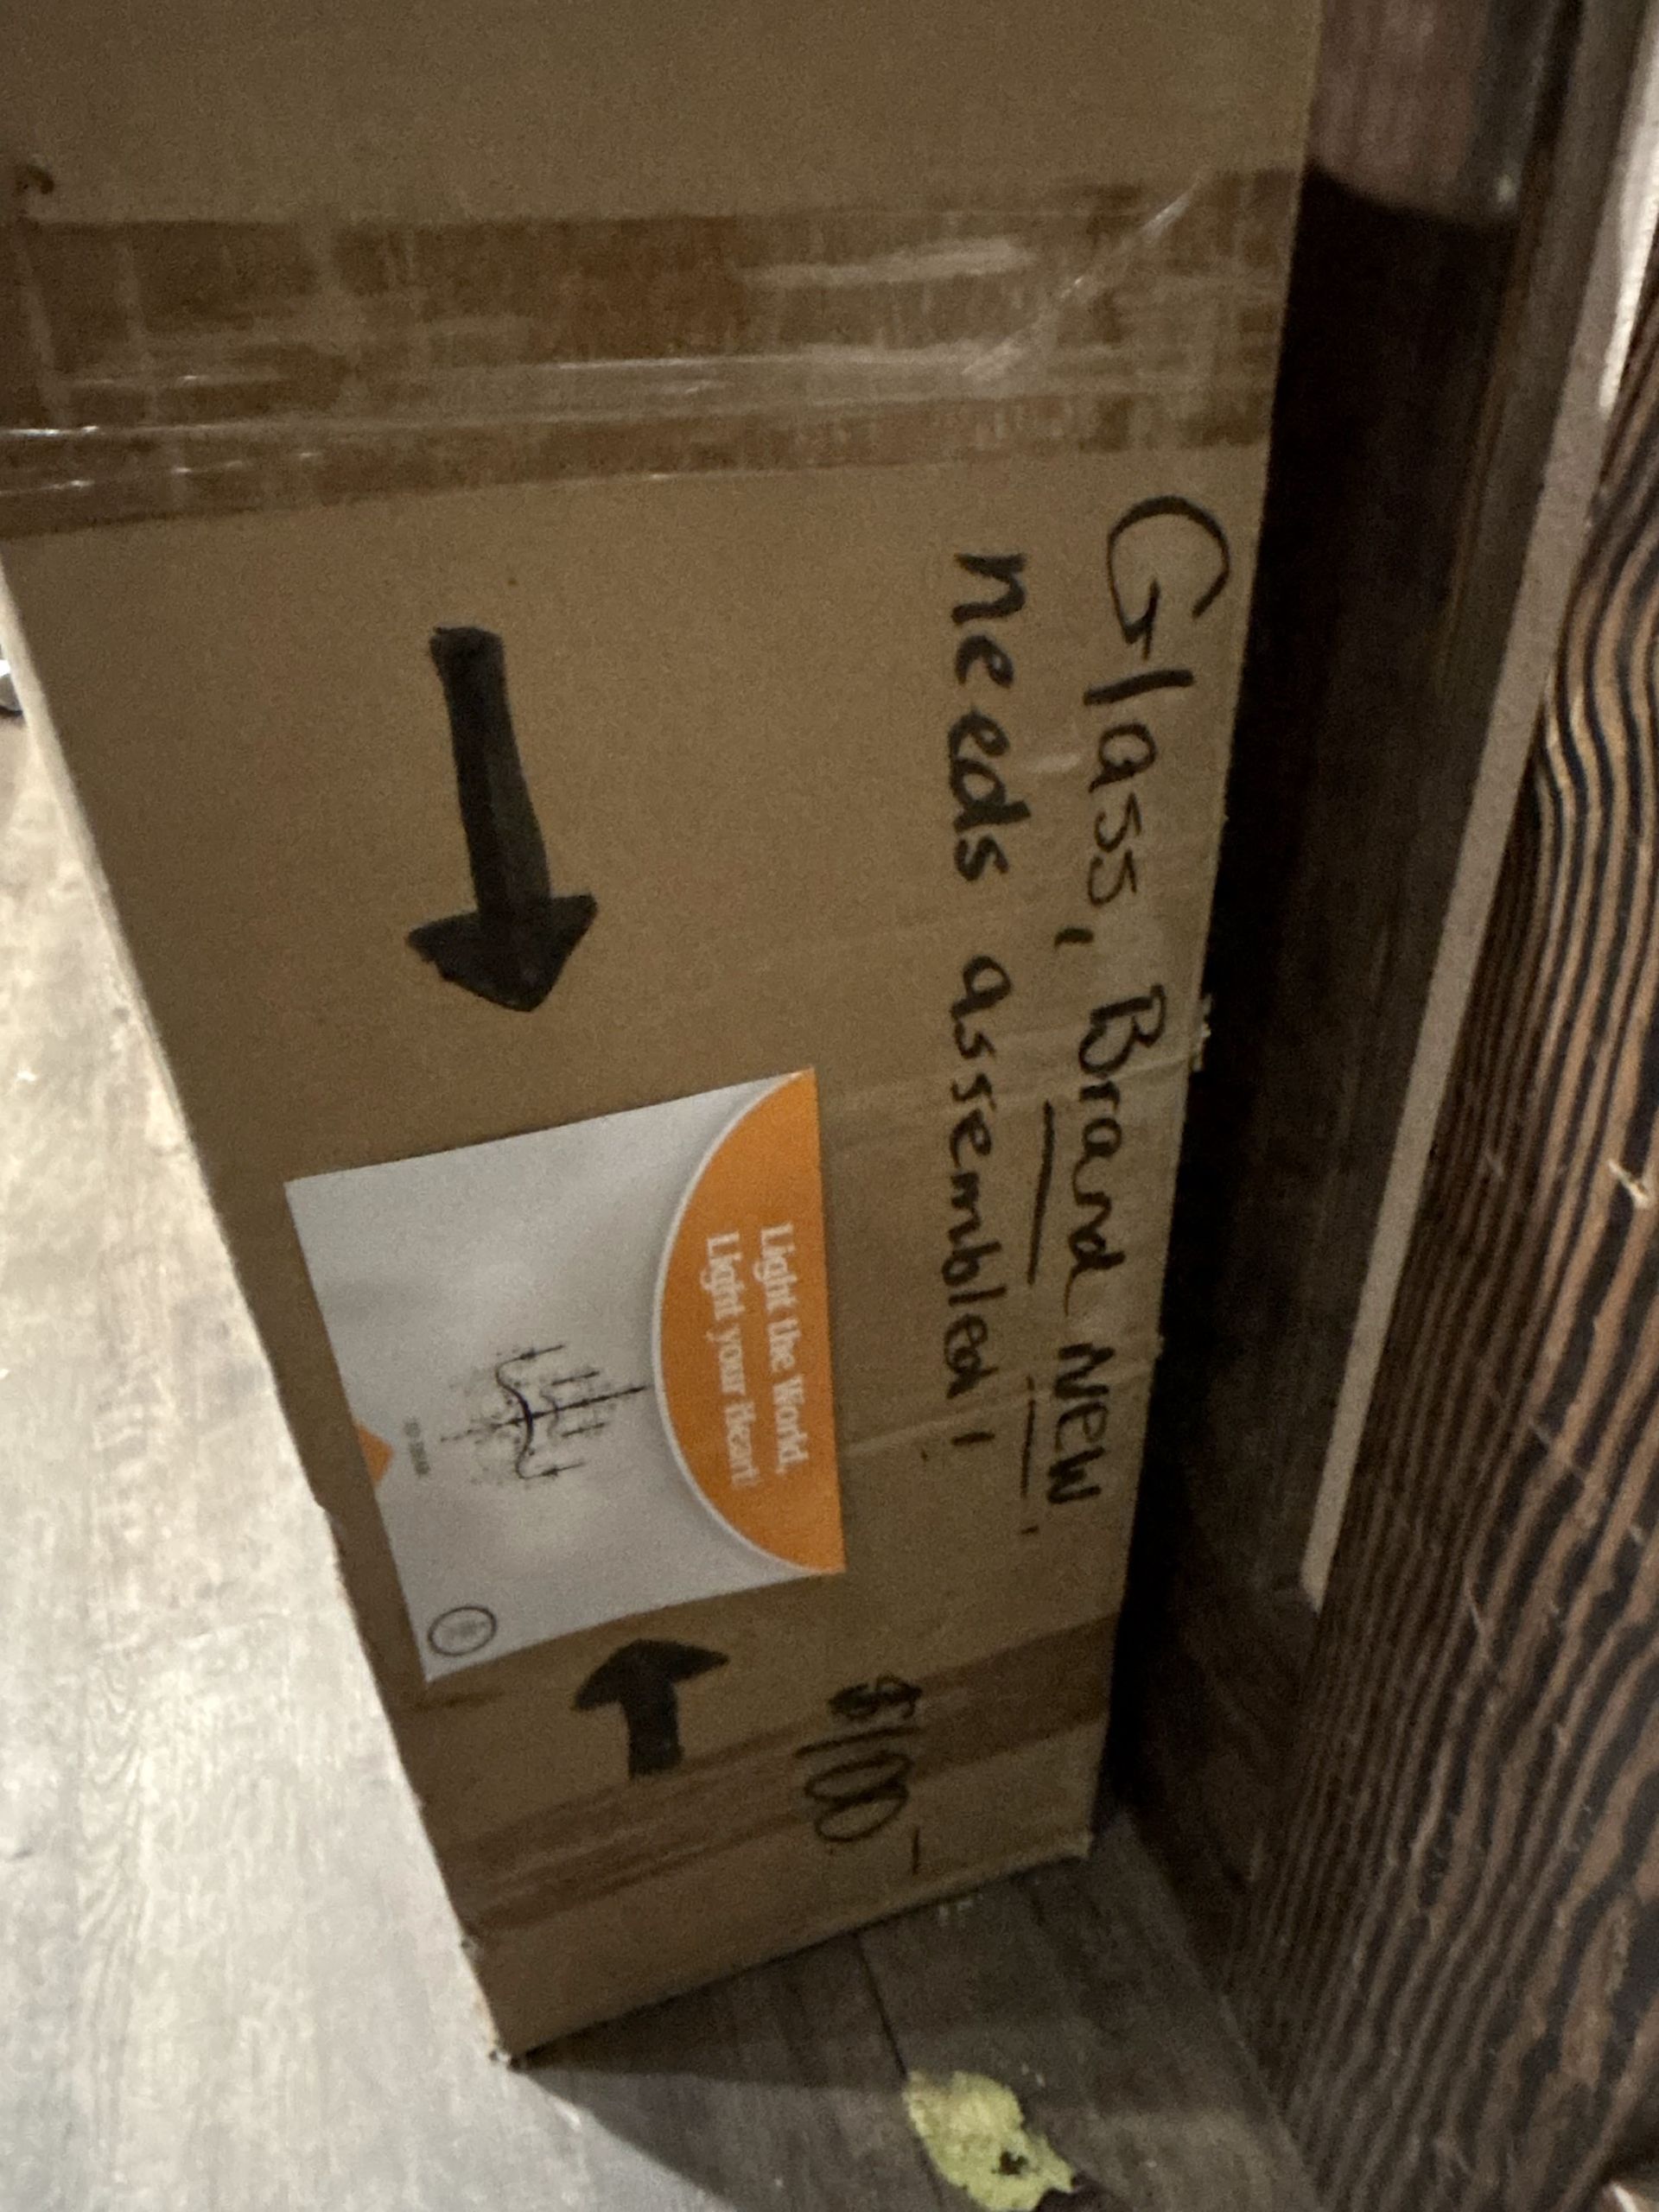 Glass, Brand New.
needs assembled!
Light the World,
Light your Heart!
$100-